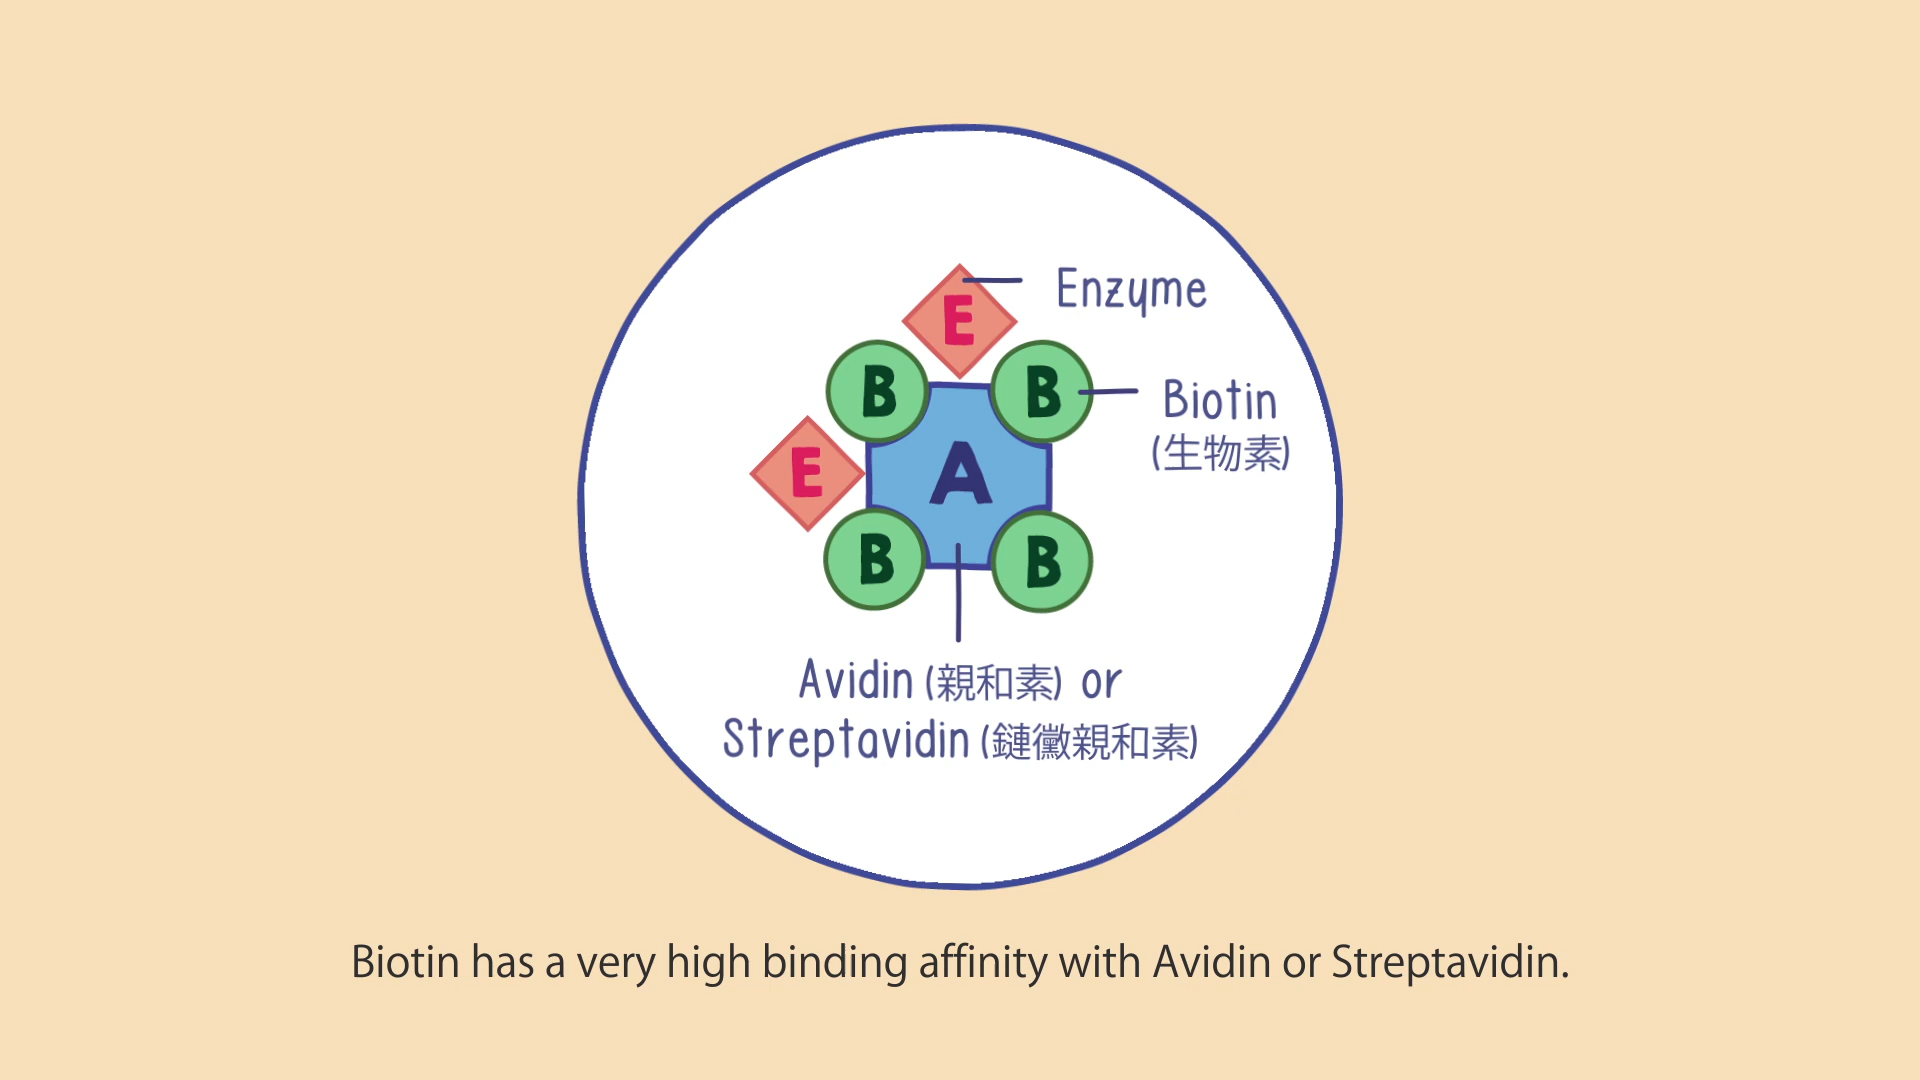 Enzyme
E
B
B
Biotin
(生物素)
E
A
B
B
Avidin (親和素) or
Streptavidin (鏈黴親和素)
Biotin has a very high binding affinity with Avidin or Streptavidin.